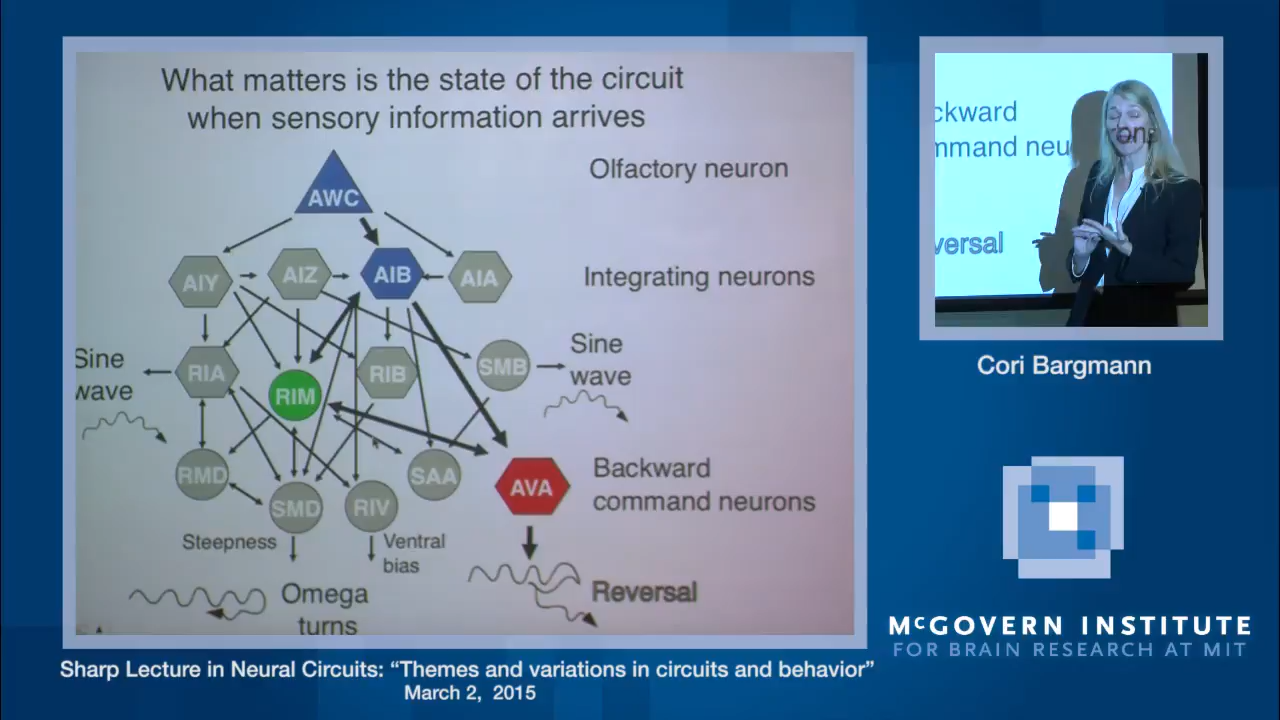 What matters is the state of the circuit
when sensory information arrives
AWC
Olfactory neuron
AIY
AIZ
AIB
AIA
Integrating neurons
Sine
wave
RIA
RIM
RIB
SMB
Sine
wave
RMD
SMD
RIV
SAA
AVA
Backward
command neurons
Steepness
Ventral
bias
Omega
turns
Reversal
ckward
mmand neu
on
versal
Cori Bargmann
McGOVERN INSTITUTE
FOR BRAIN RESEARCH AT MIT
Sharp Lecture in Neural Circuits: “Themes and variations in circuits and behavior”
March 2, 2015